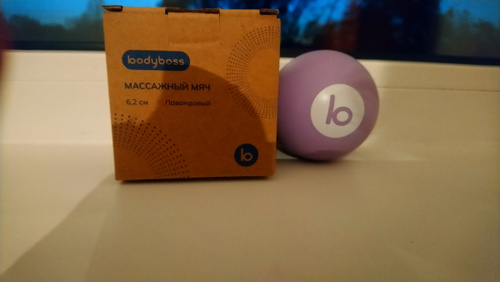 bodyboss
МАССАЖНЫЙ МЯЧ
6,2 см Лавандовый
b
b